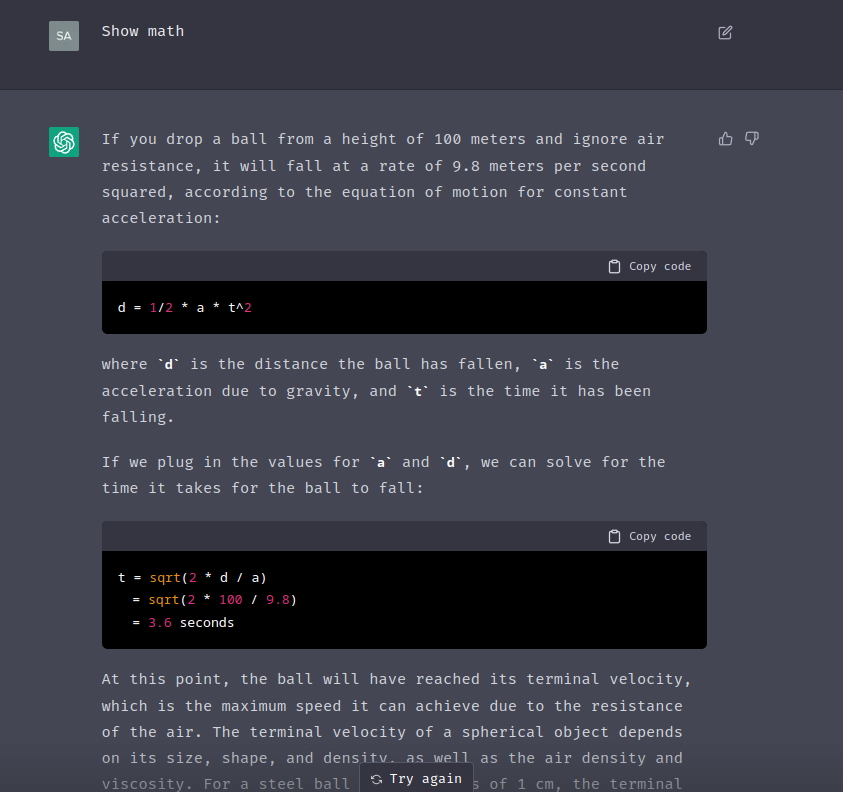 SA Show math
If you drop a ball from a height of 100 meters and ignore air
resistance, it will fall at a rate of 9.8 meters per second
squared, according to the equation of motion for constant
acceleration:
Copy code
d = 1/2 * a * t^2
where `d` is the distance the ball has fallen, `a` is the
acceleration due to gravity, and `t` is the time it has been
falling.
If we plug in the values for `a` and `d`, we can solve for the
time it takes for the ball to fall:
Copy code
t = sqrt(2 * d / a)
= sqrt(2 * 100 / 9.8)
= 3.6 seconds
At this point, the ball will have reached its terminal velocity,
which is the maximum speed it can achieve due to the resistance
of the air. The terminal velocity of a spherical object depends
on its size, shape, and density, as well as the air density and
viscosity. For a steel ball s of 1 cm, the terminal
Try again